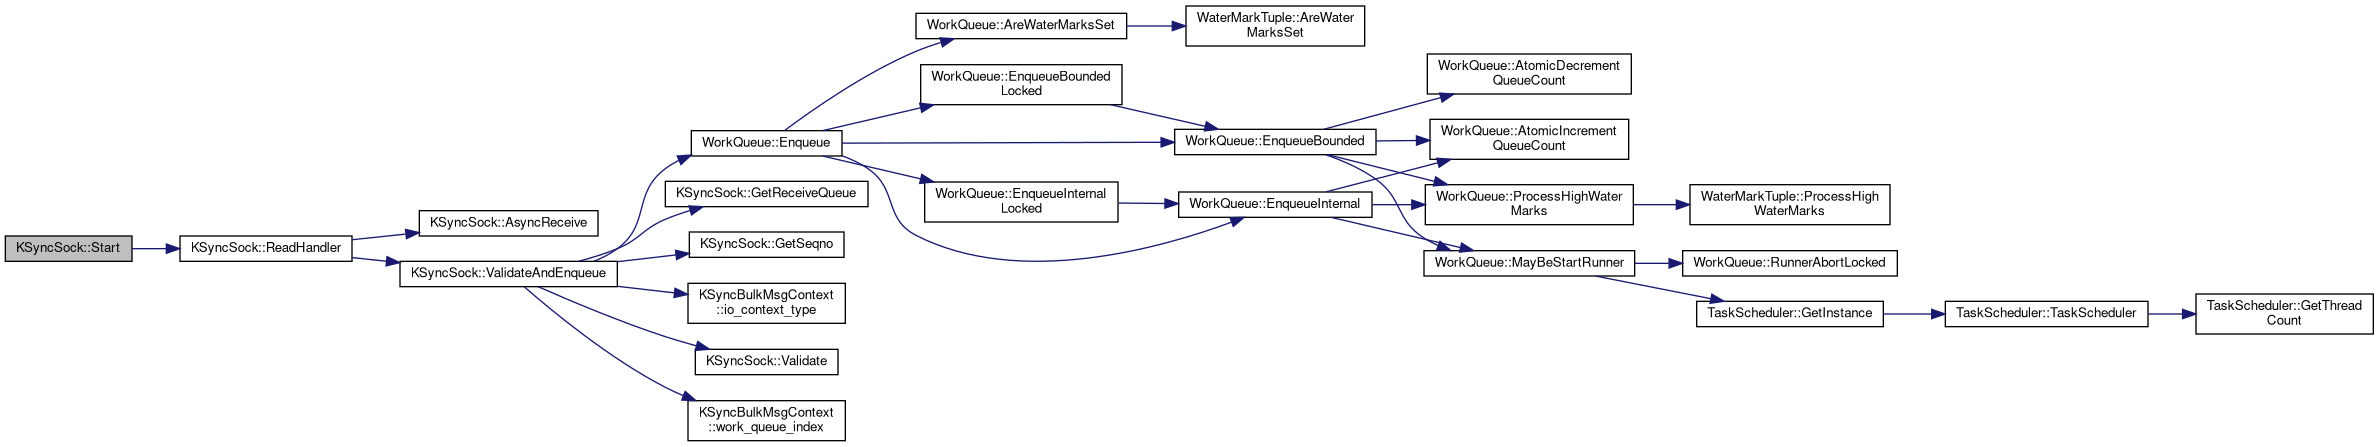 KSyncSock::Start
KSyncSock::ReadHandler
KSyncSock::AsyncReceive
KSyncSock::ValidateAndEnqueue
WorkQueue::Enqueue
KSyncSock::GetReceiveQueue
KSyncSock::GetSeqno
KSyncBulkMsgContext
::io_context_type
KSyncSock::Validate
KSyncBulkMsgContext
::work_queue_index
WorkQueue::AreWaterMarksSet
WorkQueue::EnqueueBounded
Locked
WorkQueue::EnqueueInternal
Locked
WaterMarkTuple::AreWater
MarksSet
WorkQueue::EnqueueBounded
WorkQueue::EnqueueInternal
WorkQueue::AtomicDecrement
QueueCount
WorkQueue::AtomicIncrement
QueueCount
WorkQueue::ProcessHighWater
Marks
WorkQueue::MayBeStartRunner
WaterMarkTuple::ProcessHigh
WaterMarks
WorkQueue::RunnerAbortLocked
TaskScheduler::GetInstance
TaskScheduler::TaskScheduler
TaskScheduler::GetThread
Count